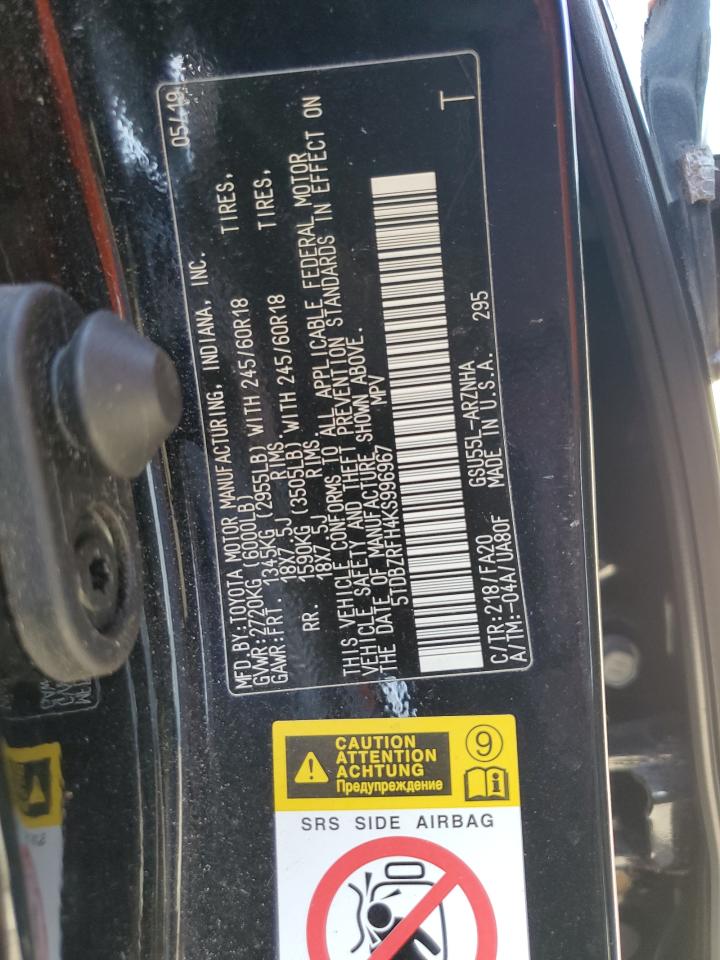 MFD.BY:TOYOTA MOTOR MANUFACTURING, INDIANA, INC. 05/19
GVWR:2720KG (6000LB)
GAWR:FRT. 1345KG (2955LB) WITH 245/60R18 TIRES,
18X7.5J RIMS.
RR. 1590KG (3505LB) WITH 245/60R18 TIRES,
18X7.5J RIMS
THIS VEHICLE CONFORMS TO ALL APPLICABLE FEDERAL MOTOR
VEHICLE SAFETY AND THEFT PREVENTION STANDARDS IN EFFECT ON
THE DATE OF MANUFACTURE SHOWN ABOVE.
5TDBZRFH4KS996967 MPV
T
C/TR:218/FA20 GSU55L-ARZNHA
A/TM:-04A/UA80F MADE IN U.S.A. 295
CAUTION
ATTENTION
ACHTUNG
Предупреждение
9
i
SRS SIDE AIRBAG